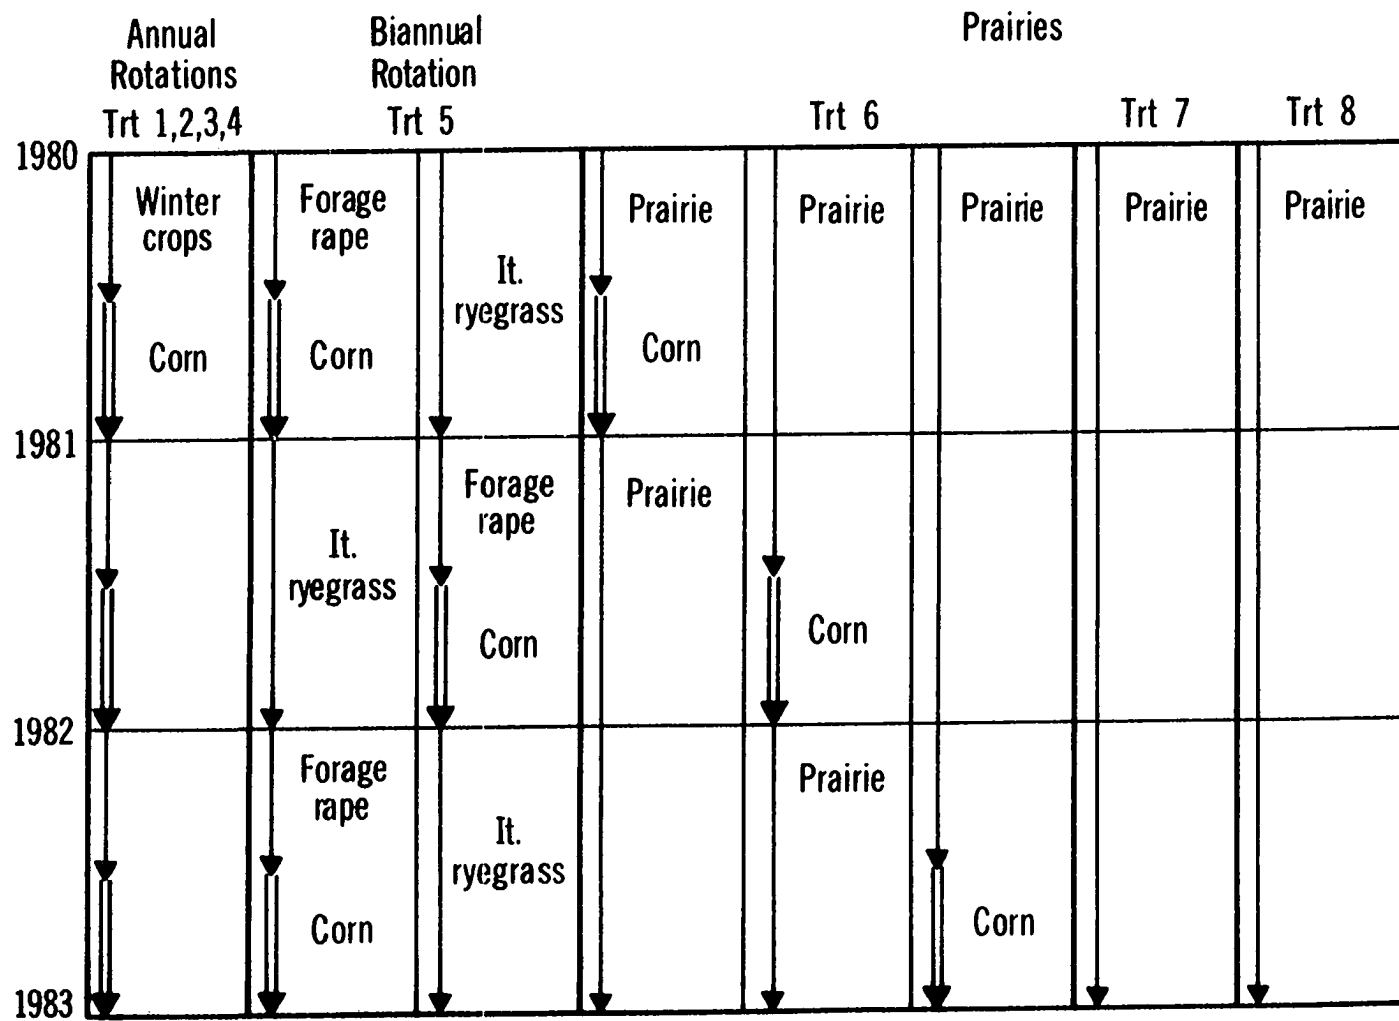 Annual
Rotations
Trt 1,2,3,4
Biannual
Rotation
Trt 5
Prairies
Trt 6
Trt 7
Trt 8
1980
Winter
crops
Forage
rape
It.
ryegrass
Prairie
Prairie
Prairie
Prairie
Prairie
Corn
Corn
Corn
1981
It.
ryegrass
Forage
rape
Prairie
Corn
Corn
1982
Forage
rape
It.
ryegrass
Prairie
Corn
Corn
1983